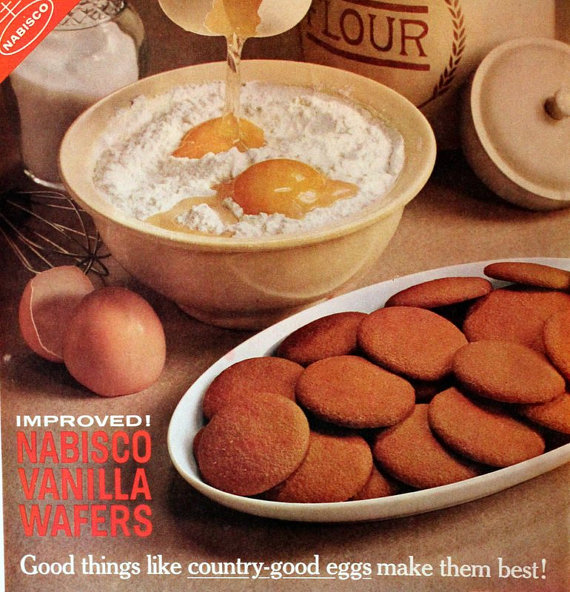 NABISCO
FLOUR
IMPROVED!
NABISCO
VANILLA
WAFERS
Good things like country-good eggs make them best!